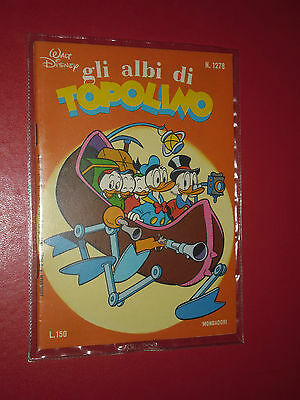 WALT DISNEY
N. 1278
gli albi di
TOPOLINO
L.150
MONDADORI